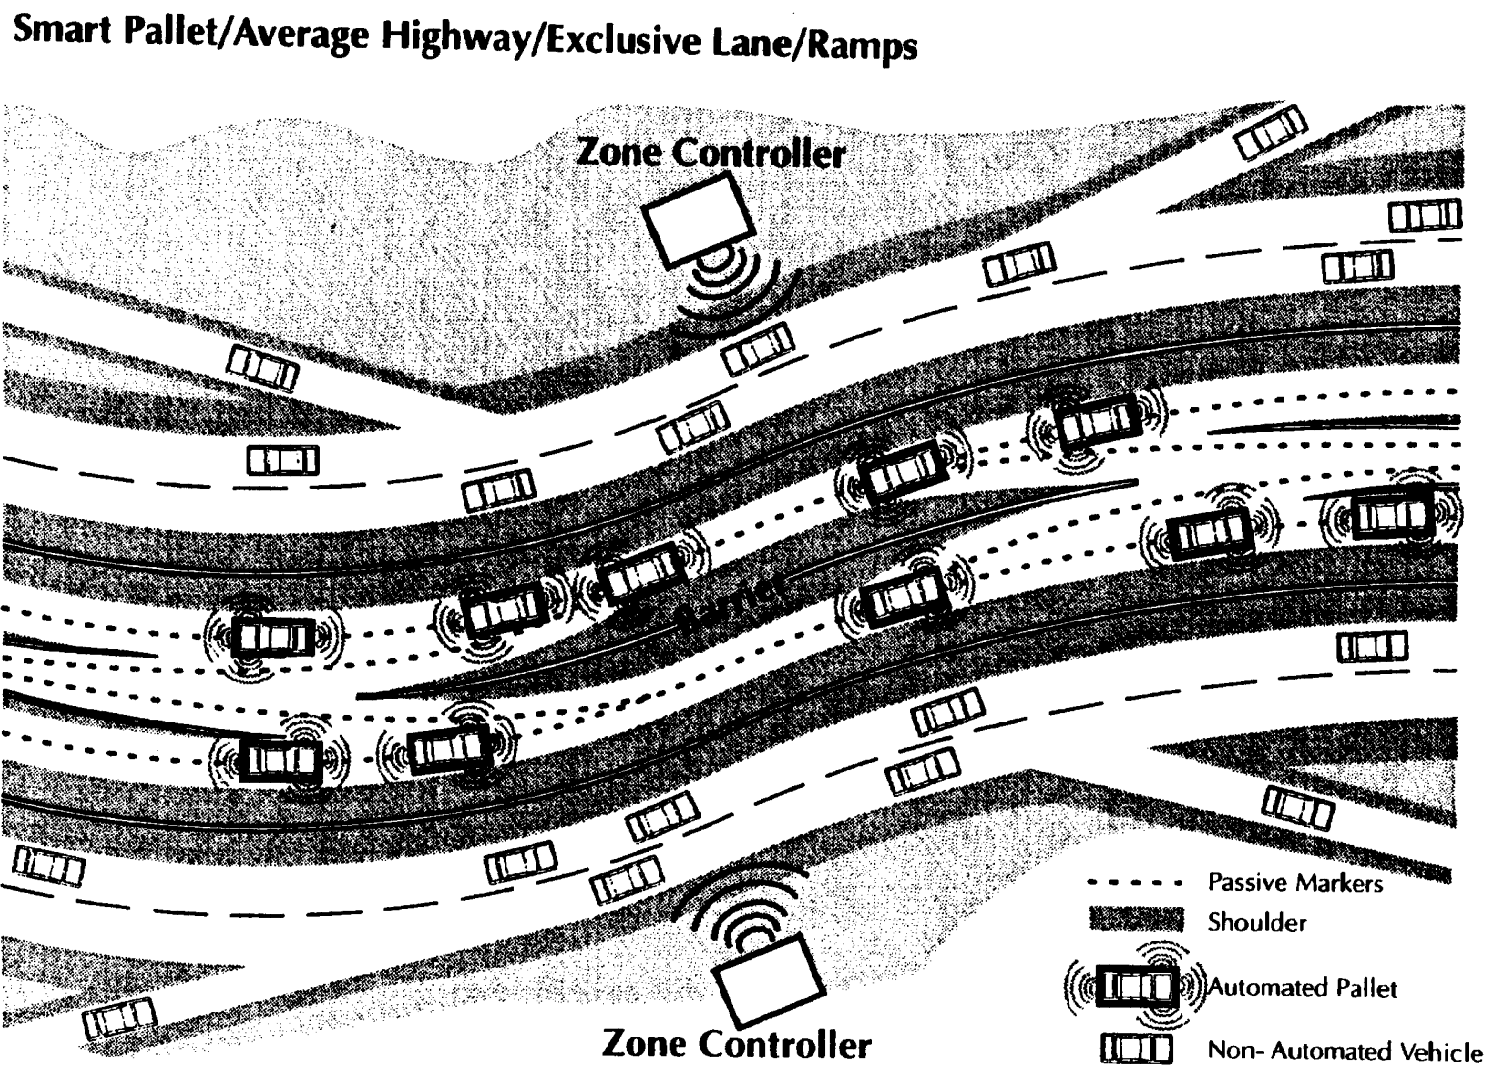 Smart Pallet/Average Highway/Exclusive Lane/Ramps
Zone Controller
Barrier
Passive Markers
Shoulder
Automated Pallet
Non- Automated Vehicle
Zone Controller